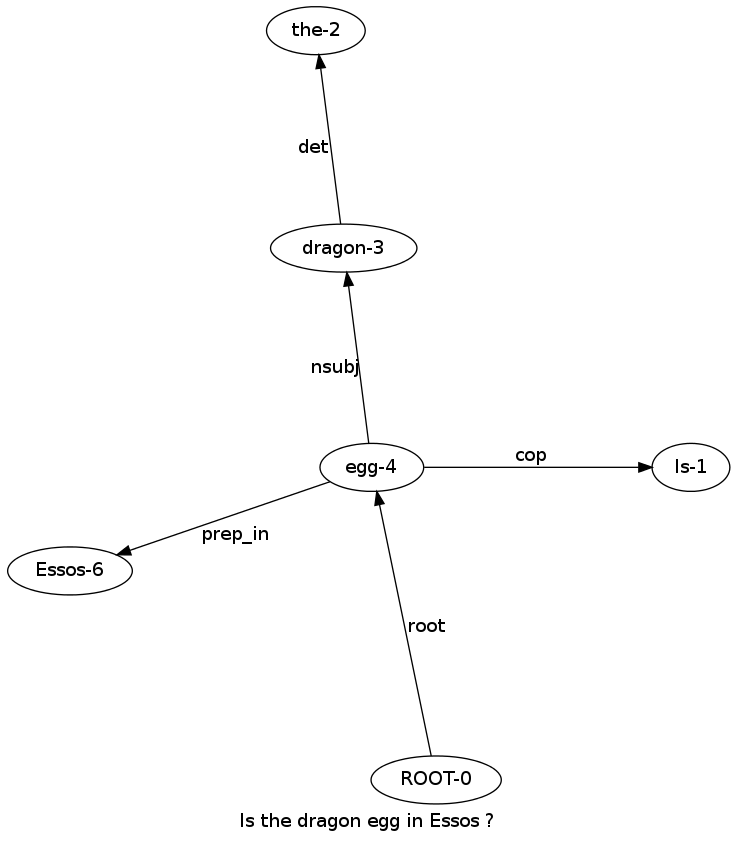 the-2
det
dragon-3
nsubj
egg-4
cop
Is-1
prep_in
Essos-6
root
ROOT-0
Is the dragon egg in Essos ?